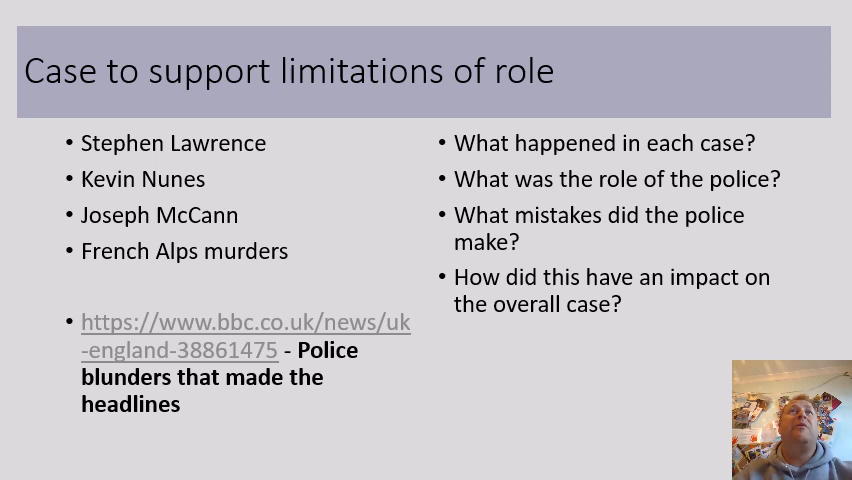 Case to support limitations of role
• Stephen Lawrence
• Kevin Nunes
• Joseph McCann
• French Alps murders
• https://www.bbc.co.uk/news/uk
-england-38861475 - Police
blunders that made the
headlines
• What happened in each case?
• What was the role of the police?
• What mistakes did the police
make?
• How did this have an impact on
the overall case?